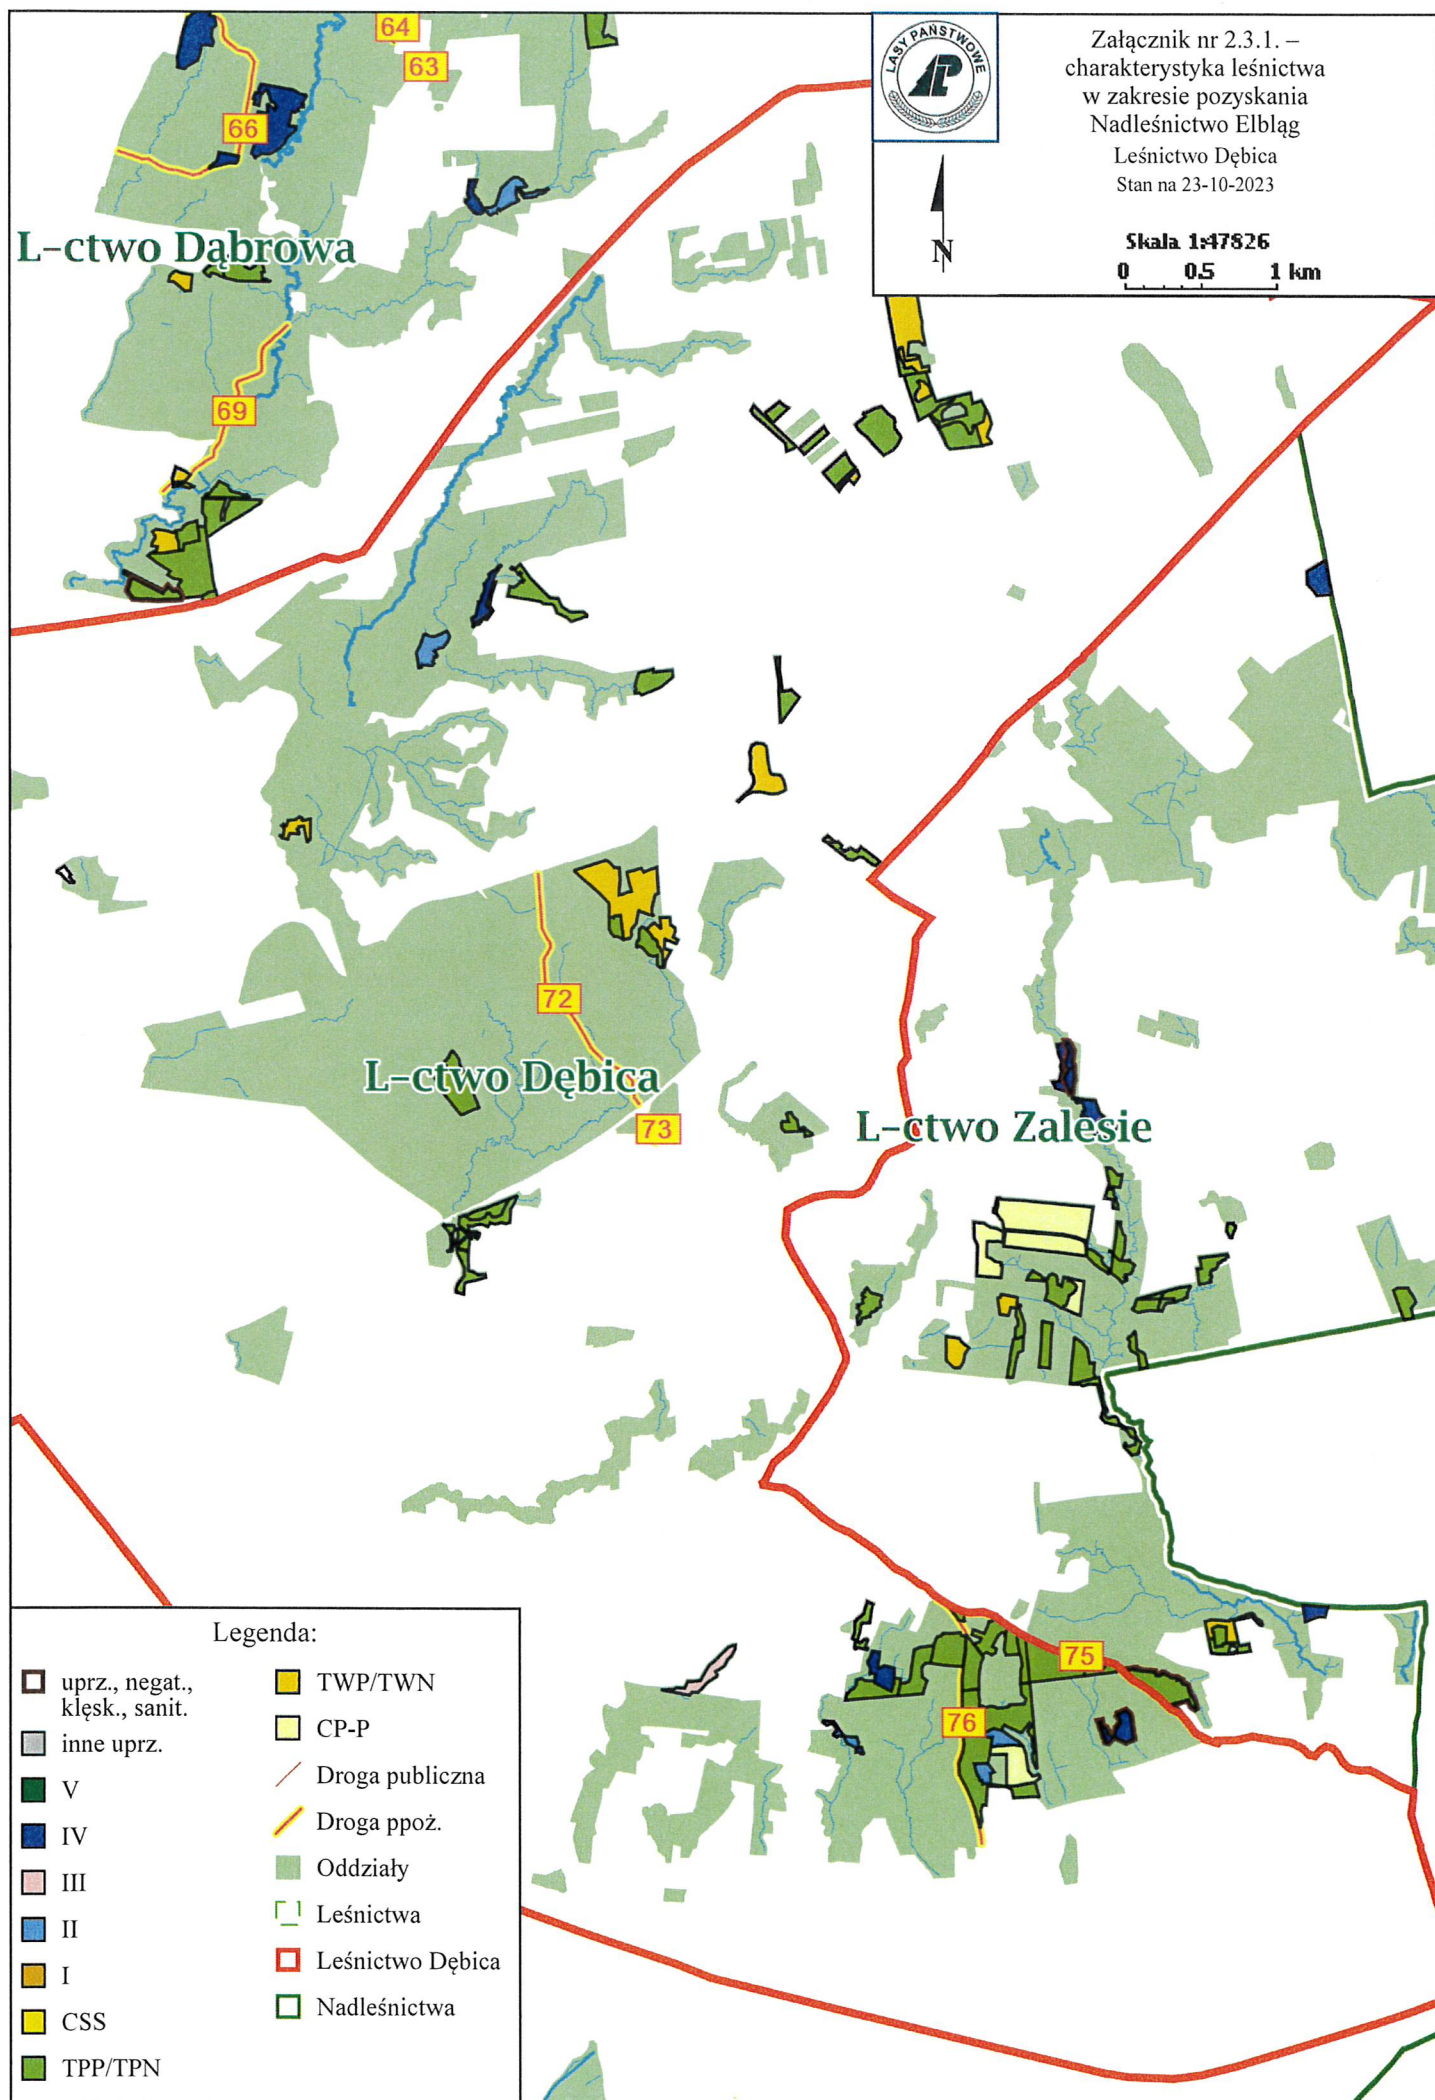 LASY PAŃSTWOWE
LP
Załącznik nr 2.3.1. –
charakterystyka leśnictwa
w zakresie pozyskania
Nadleśnictwo Elbląg
Leśnictwo Dębica
Stan na 23-10-2023
N
Skala 1:47826
0 0.5 1 km
64
63
66
L-ctwo Dąbrowa
69
72
L-ctwo Dębica
73
L-ctwo Zalesie
75
76
Legenda:
uprz., negat.,
klęsk., sanit.
inne uprz.
V
IV
III
II
I
CSS
TPP/TPN
TWP/TWN
CP-P
Droga publiczna
Droga ppoż.
Oddziały
Leśnictwa
Leśnictwo Dębica
Nadleśnictwa